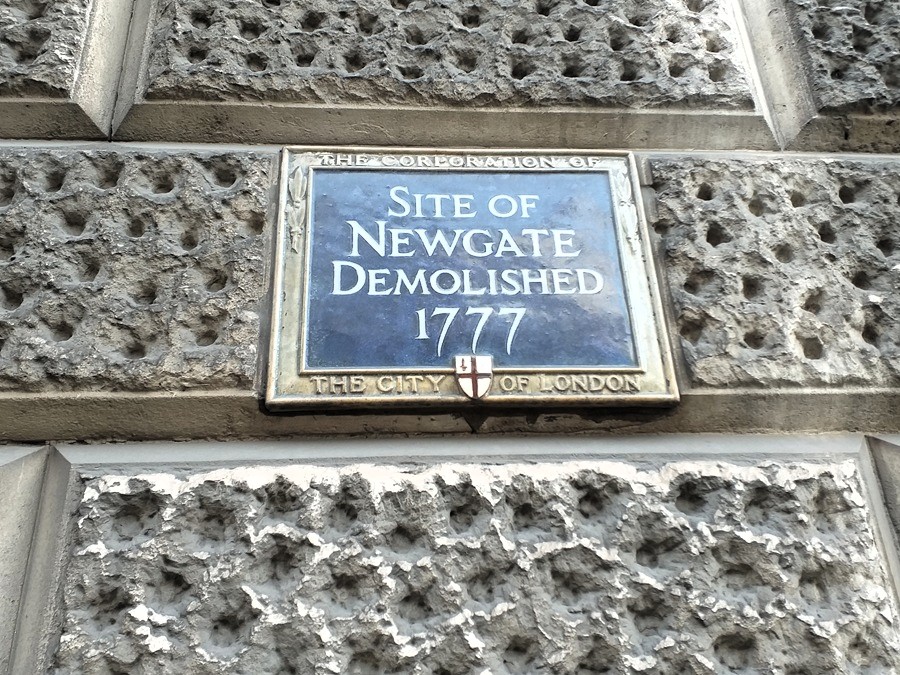 THE CORPORATION OF
SITE OF
NEWGATE
DEMOLISHED
1777
THE CITY OF LONDON